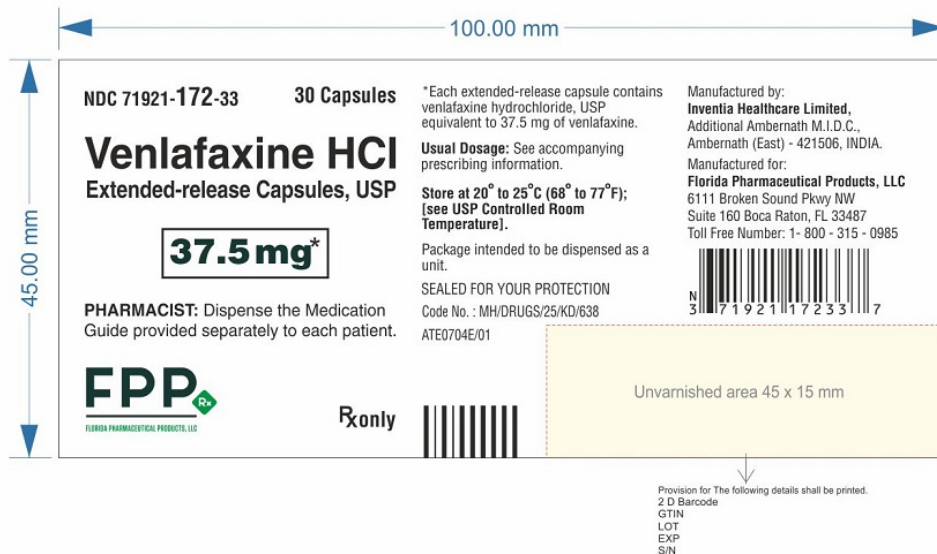 100.00 mm
45.00 mm
NDC 71921-172-33 30 Capsules
Venlafaxine HCl
Extended-release Capsules, USP
37.5 mg*
PHARMACIST: Dispense the Medication
Guide provided separately to each patient.
FPP Rx
FLORIDA PHARMACEUTICAL PRODUCTS, LLC
Rx only
*Each extended-release capsule contains
venlafaxine hydrochloride, USP
equivalent to 37.5 mg of venlafaxine.
Usual Dosage: See accompanying
prescribing information.
Store at 20° to 25°C (68° to 77°F);
[see USP Controlled Room
Temperature].
Package intended to be dispensed as a
unit.
SEALED FOR YOUR PROTECTION
Code No. : MH/DRUGS/25/KD/638
ATE0704E/01
Manufactured by:
Inventia Healthcare Limited,
Additional Ambernath M.I.D.C.,
Ambernath (East) - 421506, INDIA.
Manufactured for:
Florida Pharmaceutical Products, LLC
6111 Broken Sound Pkwy NW
Suite 160 Boca Raton, FL 33487
Toll Free Number: 1- 800 - 315 - 0985
N
3 71921 17233 7
Unvarnished area 45 x 15 mm
Provision for The following details shall be printed.
2 D Barcode
GTIN
LOT
EXP
S/N